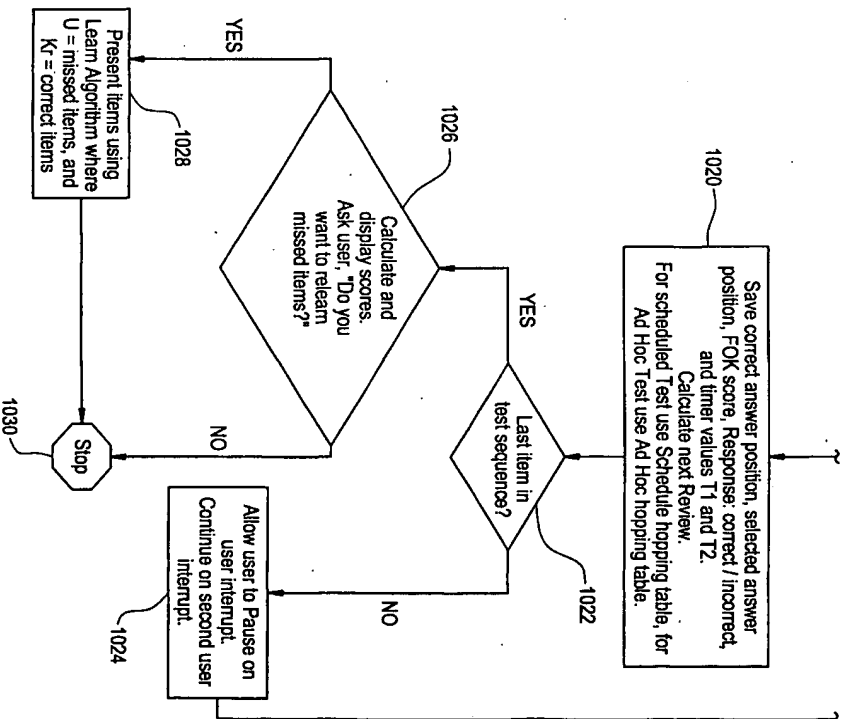 1020
Save correct answer position, selected answer
position, FOK score, Response: correct / incorrect,
and timer values T1 and T2.
Calculate next Review.
For scheduled Test use Schedule hopping table, for
Ad Hoc Test use Ad Hoc hopping table.
Last item in
test sequence?
1022
YES
NO
1026
Calculate and
display scores.
Ask user, "Do you
want to relearn
missed items?"
Allow user to Pause on
user interrupt.
Continue on second user
interrupt.
1024
YES
NO
Present items using
Learn Algorithm where
U = missed items, and
Kr = correct items
1028
Stop
1030